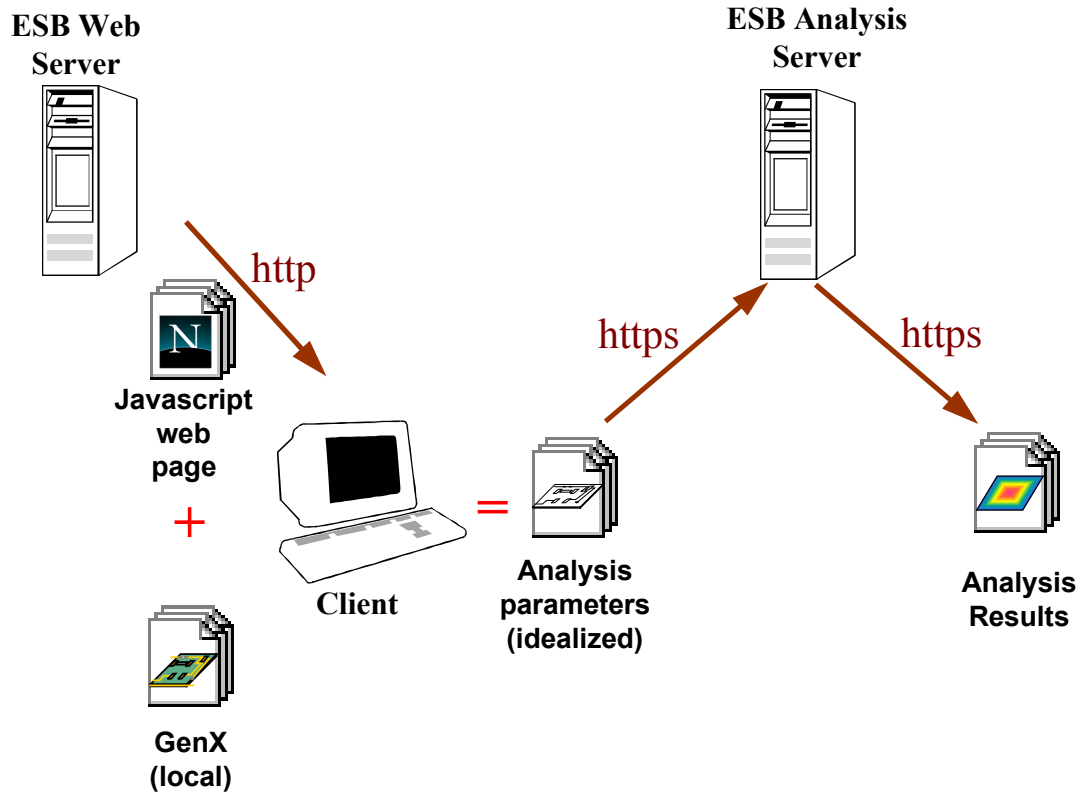 ESB Web
Server
ESB Analysis
Server
http
https
https
N
Javascript
web
page
+
=
Client
Analysis
parameters
(idealized)
Analysis
Results
GenX
(local)